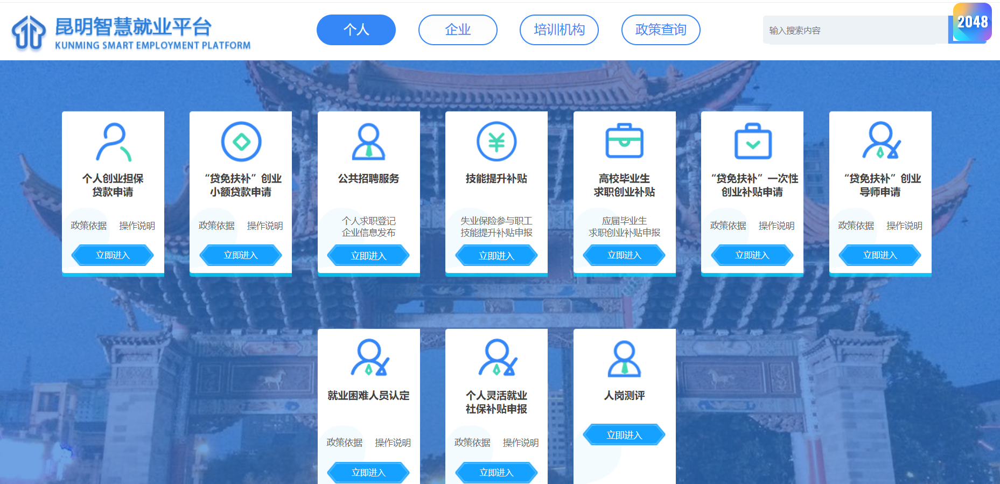 昆明智慧就业平台
KUNMING SMART EMPLOYMENT PLATFORM
个人
企业
培训机构
政策查询
输入搜索内容
2048
个人创业担保
贷款申请
政策依据 操作说明
立即进入
“贷免扶补”创业
小额贷款申请
政策依据 操作说明
立即进入
公共招聘服务
个人求职登记
企业信息发布
立即进入
技能提升补贴
失业保险参与职工
技能提升补贴申报
立即进入
高校毕业生
求职创业补贴
应届毕业生
求职创业补贴申报
立即进入
“贷免扶补”一次性
创业补贴申请
政策依据 操作说明
立即进入
“贷免扶补”创业
导师申请
政策依据 操作说明
立即进入
就业困难人员认定
政策依据 操作说明
立即进入
个人灵活就业
社保补贴申报
政策依据 操作说明
立即进入
人岗测评
立即进入